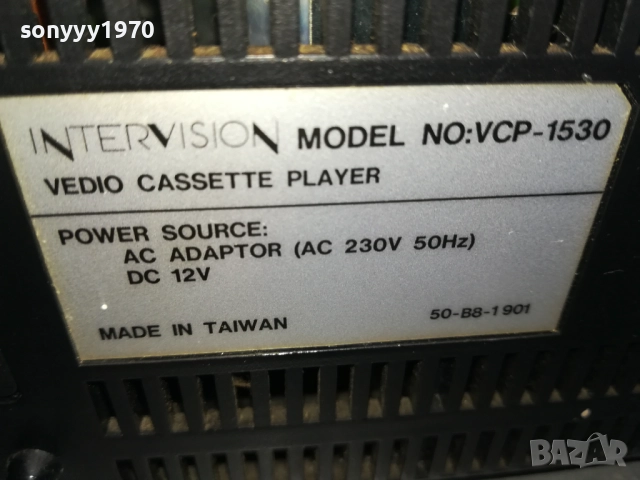 sonyyy1970
INTERVISION MODEL NO:VCP-1530
VEDIO CASSETTE PLAYER
POWER SOURCE:
AC ADAPTOR (AC 230V 50Hz)
DC 12V
50-B8-1901
MADE IN TAIWAN
BAZAR